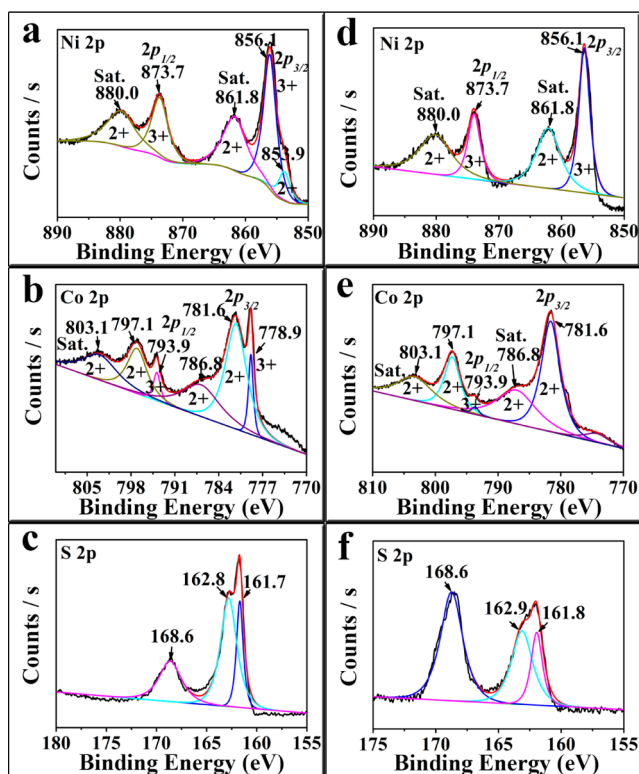 a
Ni 2p
Sat.
880.0
2p1/2
873.7
Sat.
861.8
856.1
2p3/2
3+
853.9
2+
3+
2+
2+
Counts / s
890 880 870 860 850
Binding Energy (eV)
d
Ni 2p
Sat.
880.0
2p1/2
873.7
Sat.
861.8
856.1
2p3/2
2+
3+
2+
3+
Counts / s
890 880 870 860 850
Binding Energy (eV)
b
Co 2p
Sat.
803.1
797.1
2p1/2
793.9
786.8
781.6
2p3/2
778.9
3+
2+
2+
3+
2+
2+
Counts / s
805 798 791 784 777 770
Binding Energy (eV)
e
Co 2p
Sat.
803.1
797.1
2p1/2
793.9
Sat.
786.8
2p3/2
781.6
2+
2+
3+
2+
2+
Counts / s
810 800 790 780 770
Binding Energy (eV)
c
S 2p
168.6
162.8
161.7
Counts / s
180 170 165 160 155
Binding Energy (eV)
f
S 2p
168.6
162.9
161.8
Counts / s
175 170 165 160 155
Binding Energy (eV)